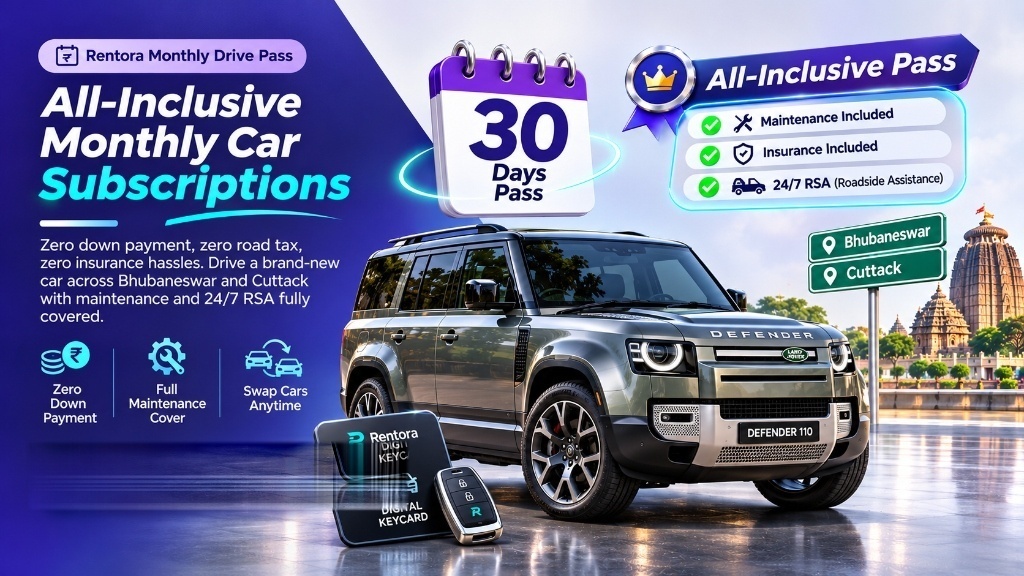 Rentora Monthly Drive Pass
All-Inclusive
Monthly Car
Subscriptions
Zero down payment, zero road tax,
zero insurance hassles. Drive a brand-new
car across Bhubaneswar and Cuttack
with maintenance and 24/7 RSA fully
covered.
Zero
Down
Payment
Full
Maintenance
Cover
Swap Cars
Anytime
30
Days
Pass
All-Inclusive Pass
Maintenance Included
Insurance Included
24/7 RSA (Roadside Assistance)
Bhubaneswar
Cuttack
DEFENDER
LAND
ROVER
DEFENDER 110
Rentora
DIGITAL
KEYCARD